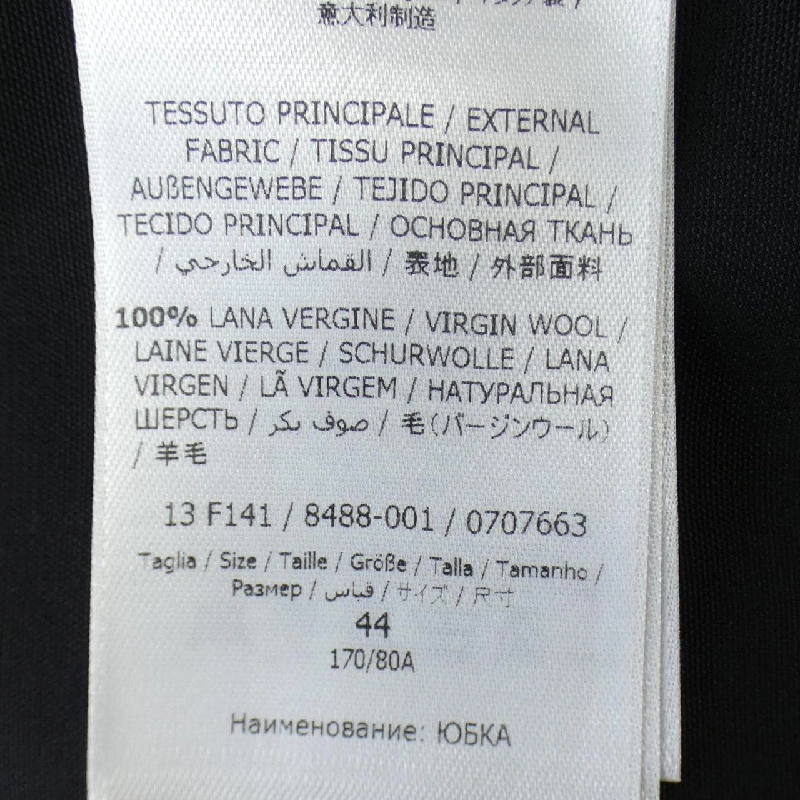 意大利制造
TESSUTO PRINCIPALE / EXTERNAL
FABRIC / TISSU PRINCIPAL /
AUßENGEWEBE / TEJIDO PRINCIPAL /
TECIDO PRINCIPAL / ОСНОВНАЯ ТКАНЬ
/ القماش الخارجي / 表地 / 外部面料
100% LANA VERGINE / VIRGIN WOOL /
LAINE VIERGE / SCHURWOLLE / LANA
VIRGEN / LÃ VIRGEM / НАТУРАЛЬНАЯ
ШЕРСТЬ / صوف بكر / 毛(バージンウール)
/ 羊毛
13 F141 / 8488-001 / 0707663
Taglia / Size / Taille / Größe / Talla / Tamanho /
Размер / قياس / サイズ / 尺寸
44
170/80A
Наименование: ЮБКА